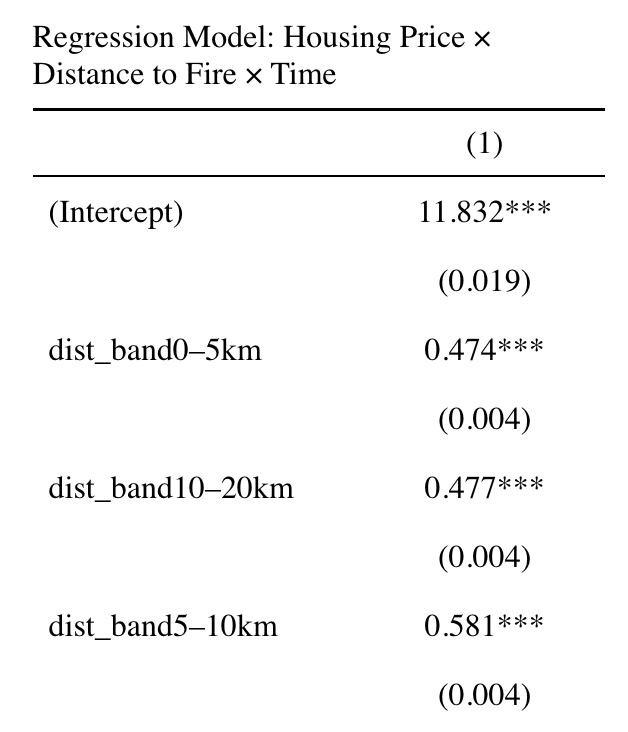 Regression Model: Housing Price ×
Distance to Fire × Time
(1)
(Intercept) 11.832***
(0.019)
dist_band0–5km 0.474***
(0.004)
dist_band10–20km 0.477***
(0.004)
dist_band5–10km 0.581***
(0.004)